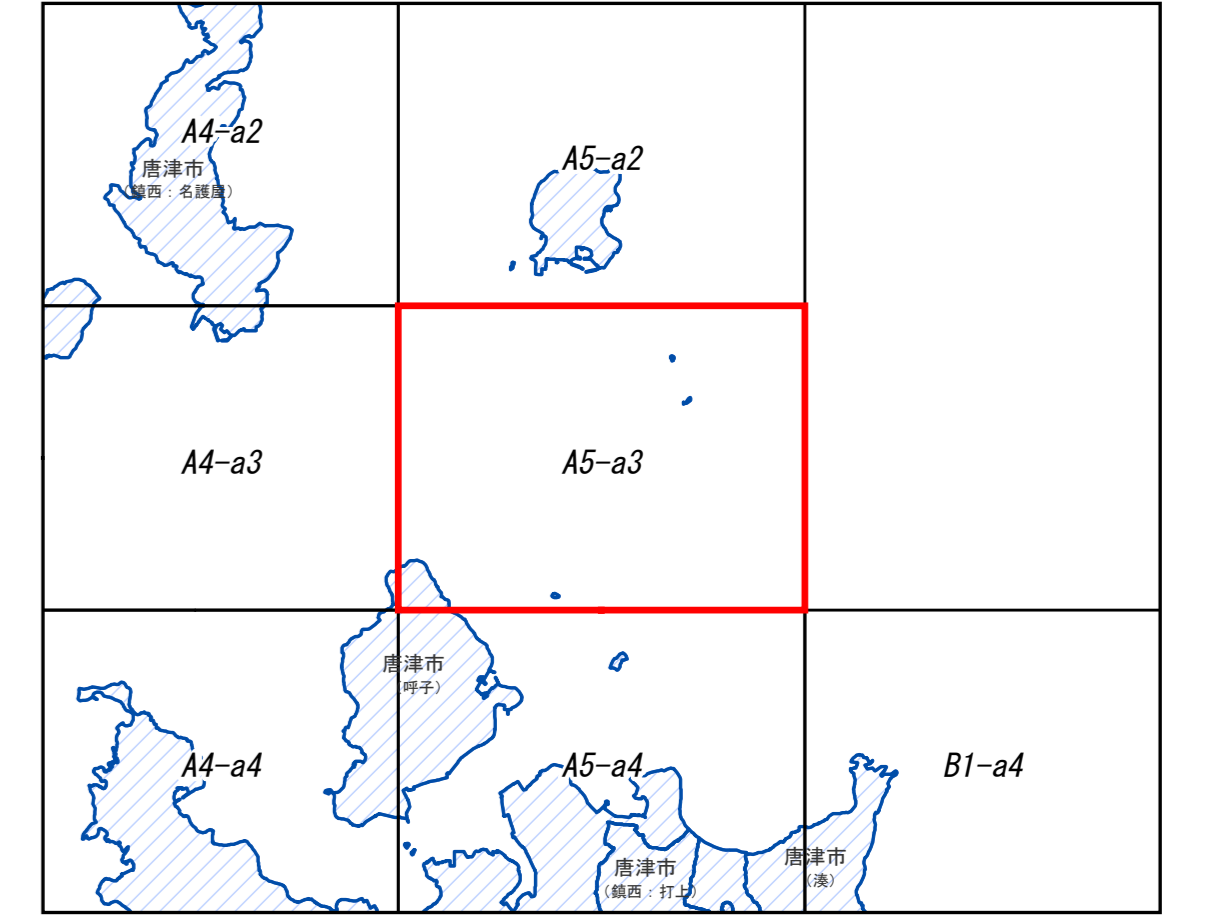 A4-a2
唐津市
（鎮西：名護屋）
A5-a2
A4-a3
A5-a3
唐津市
（呼子）
A4-a4
A5-a4
B1-a4
唐津市
（鎮西：打上）
唐津市
（湊）